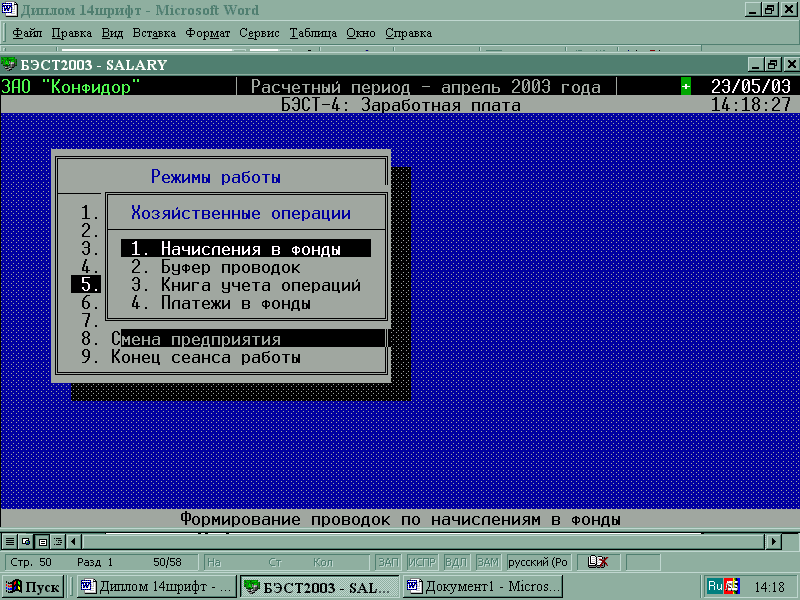 Диплом 14шрифт - Microsoft Word
Файл Правка Вид Вставка Формат Сервис Таблица Окно Справка
БЭСТ2003 - SALARY
ЗАО "Конфидор" Расчетный период - апрель 2003 года + 23/05/03
БЭСТ-4: Заработная плата 14:18:27
Режимы работы
1.
2.
3.
4.
5.
6.
7.
8. Смена предприятия
9. Конец сеанса работы
Хозяйственные операции
1. Начисления в фонды
2. Буфер проводок
3. Книга учета операций
4. Платежи в фонды
Формирование проводок по начислениям в фонды
Стр. 50 Разд 1 50/58 На Ст Кол ЗАП ИСПР ВДЛ ЗАМ русский (Ро
Пуск Диплом 14шрифт - ... БЭСТ2003 - SAL... Документ1 - Micros... Ru 14:18